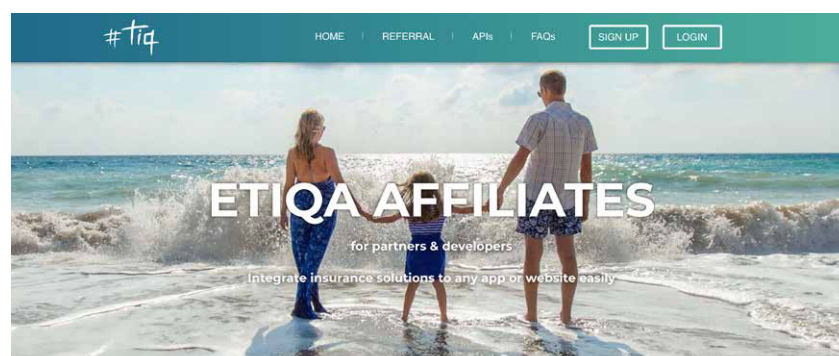 #tiq
HOME | REFERRAL | APIs | FAQs SIGN UP LOGIN
ETIQA AFFILIATES
for partners & developers
Integrate insurance solutions to any app or website easily